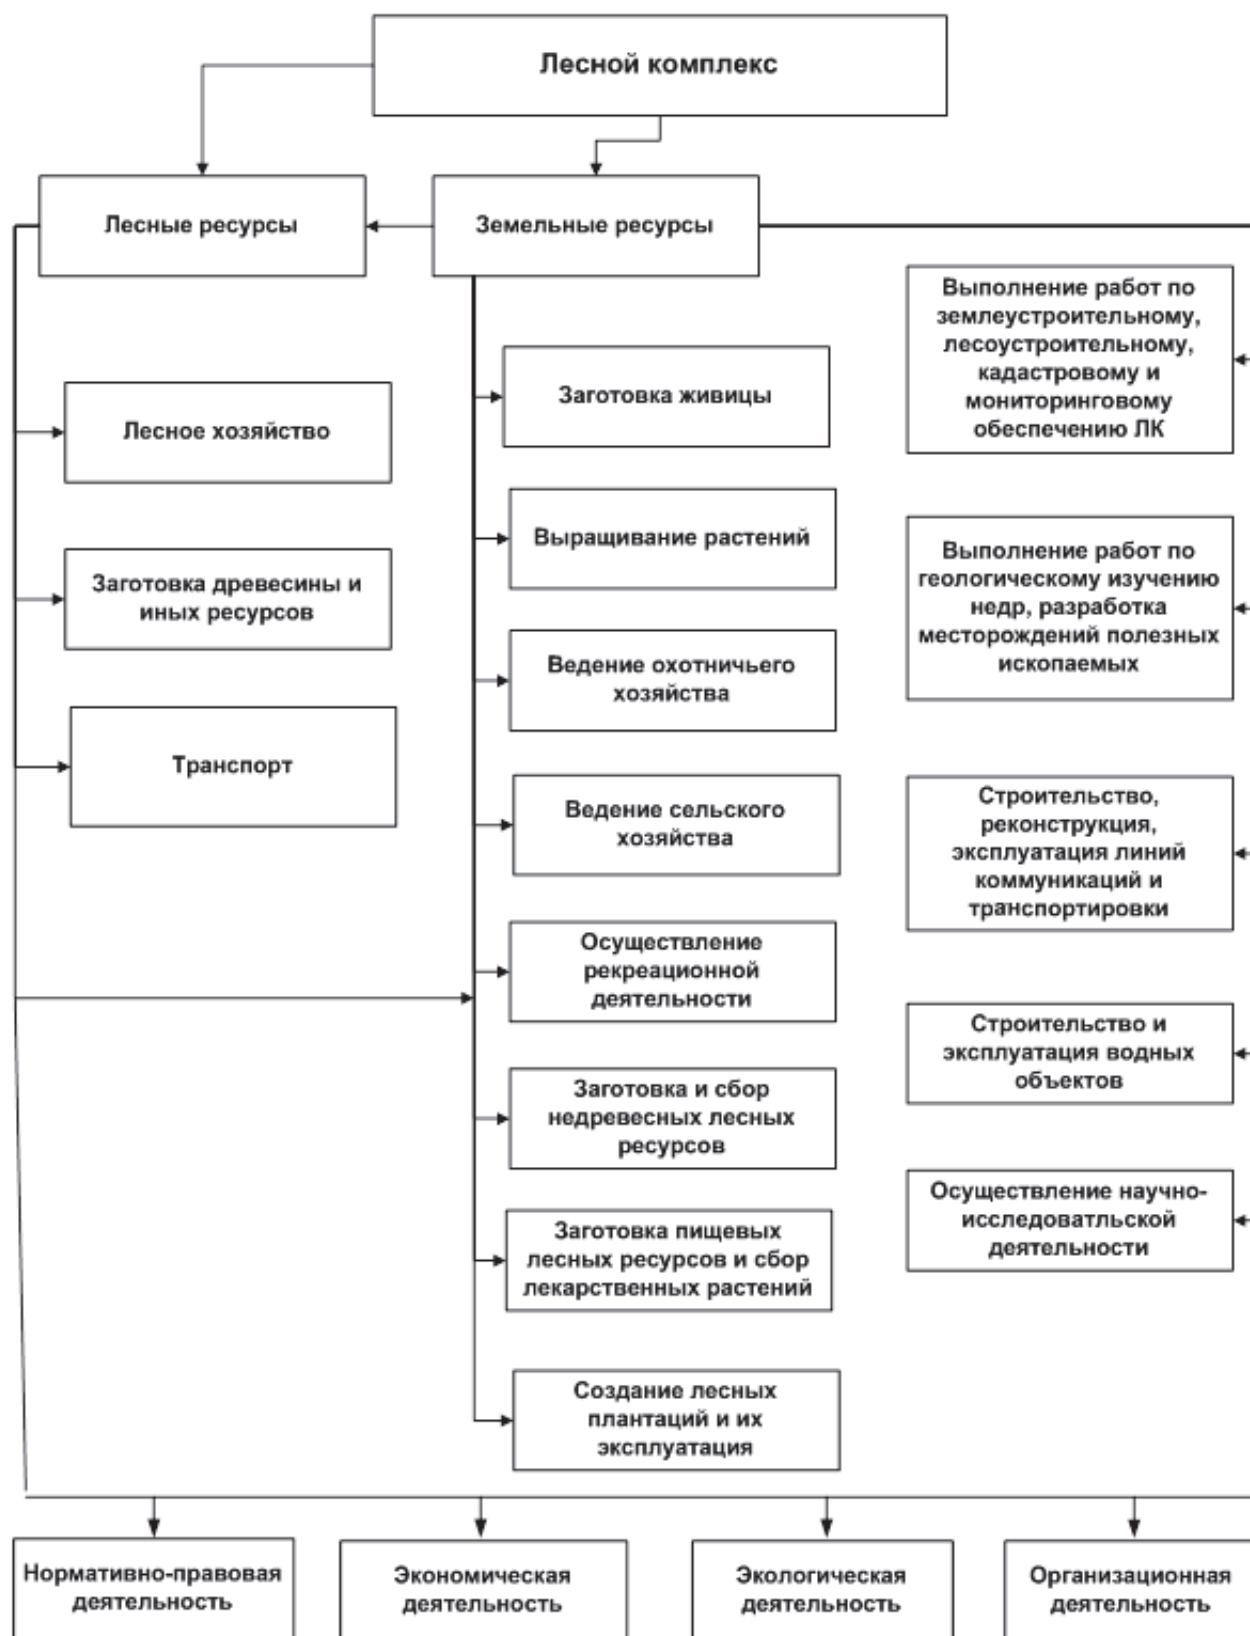 Лесной комплекс
Лесные ресурсы
Земельные ресурсы
Лесное хозяйство
Заготовка древесины и
иных ресурсов
Транспорт
Заготовка живицы
Выращивание растений
Ведение охотничьего
хозяйства
Ведение сельского
хозяйства
Осуществление
рекреационной
деятельности
Заготовка и сбор
недревесных лесных
ресурсов
Заготовка пищевых
лесных ресурсов и сбор
лекарственных растений
Создание лесных
плантаций и их
эксплуатация
Выполнение работ по
землеустроительному,
лесоустроительному,
кадастровому и
мониторинговому
обеспечению ЛК
Выполнение работ по
геологическому изучению
недр, разработка
месторождений полезных
ископаемых
Строительство,
реконструкция,
эксплуатация линий
коммуникаций и
транспортировки
Строительство и
эксплуатация водных
объектов
Осуществление научно-
исследоватльской
деятельности
Нормативно-правовая
деятельность
Экономическая
деятельность
Экологическая
деятельность
Организационная
деятельность